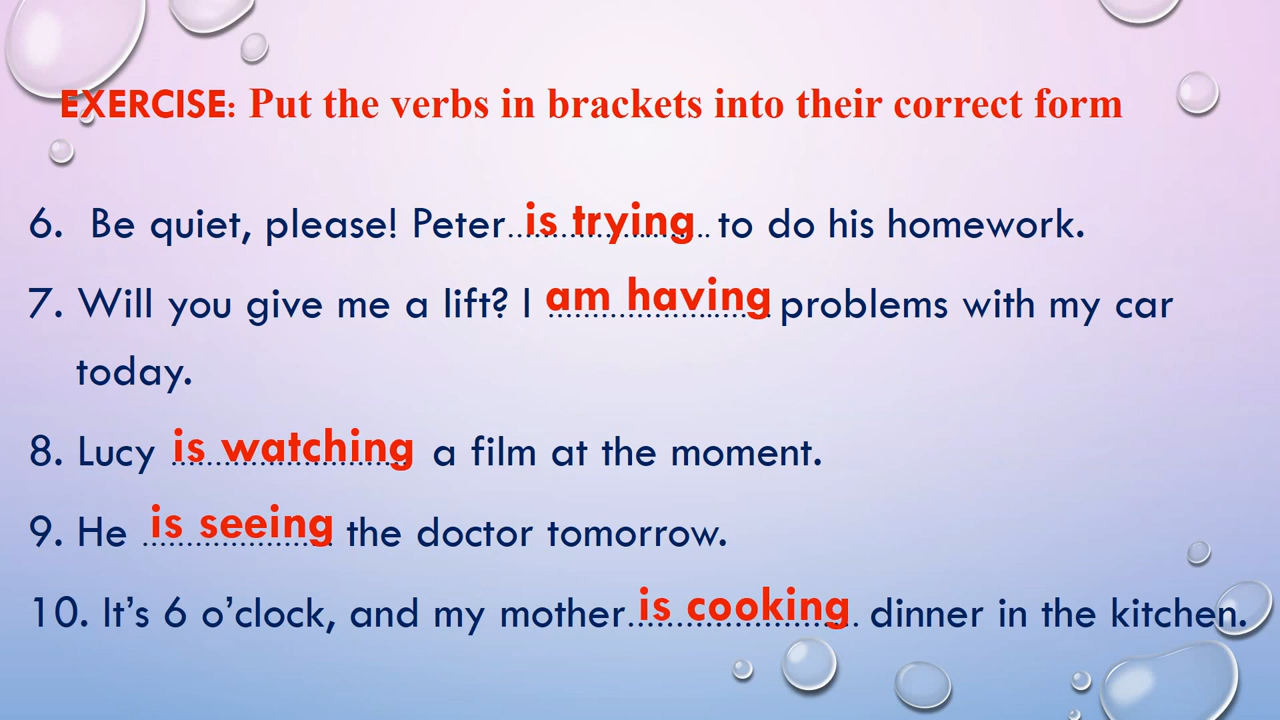 EXERCISE: Put the verbs in brackets into their correct form
6. Be quiet, please! Peter.....is trying..... to do his homework.
7. Will you give me a lift? I .....am having..... problems with my car
today.
8. Lucy .....is watching..... a film at the moment.
9. He .....is seeing..... the doctor tomorrow.
10. It’s 6 o’clock, and my mother.....is cooking..... dinner in the kitchen.